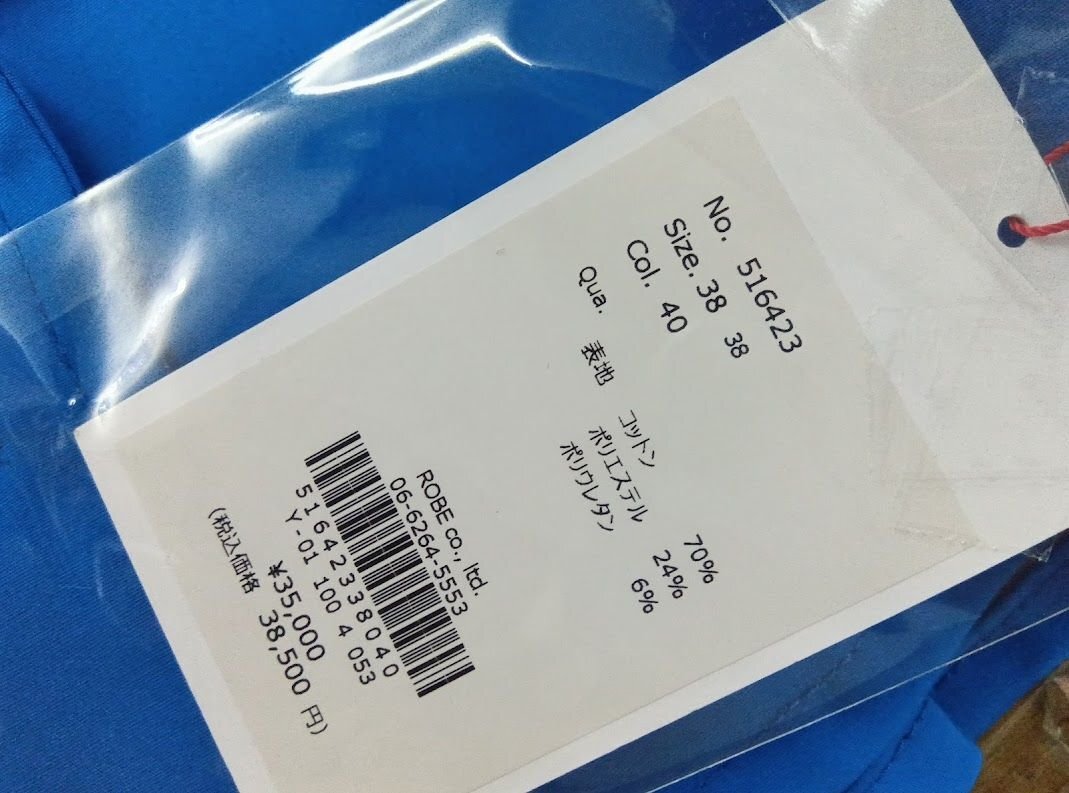 No. 516423
Size. 38 38
Col. 40
Qua. 表地 コットン 70%
ポリエステル 24%
ポリウレタン 6%
ROBE co., ltd.
06-6264-5553
51642338040
Y-01 100 4 053
¥35,000
(税込価格 38,500 円)